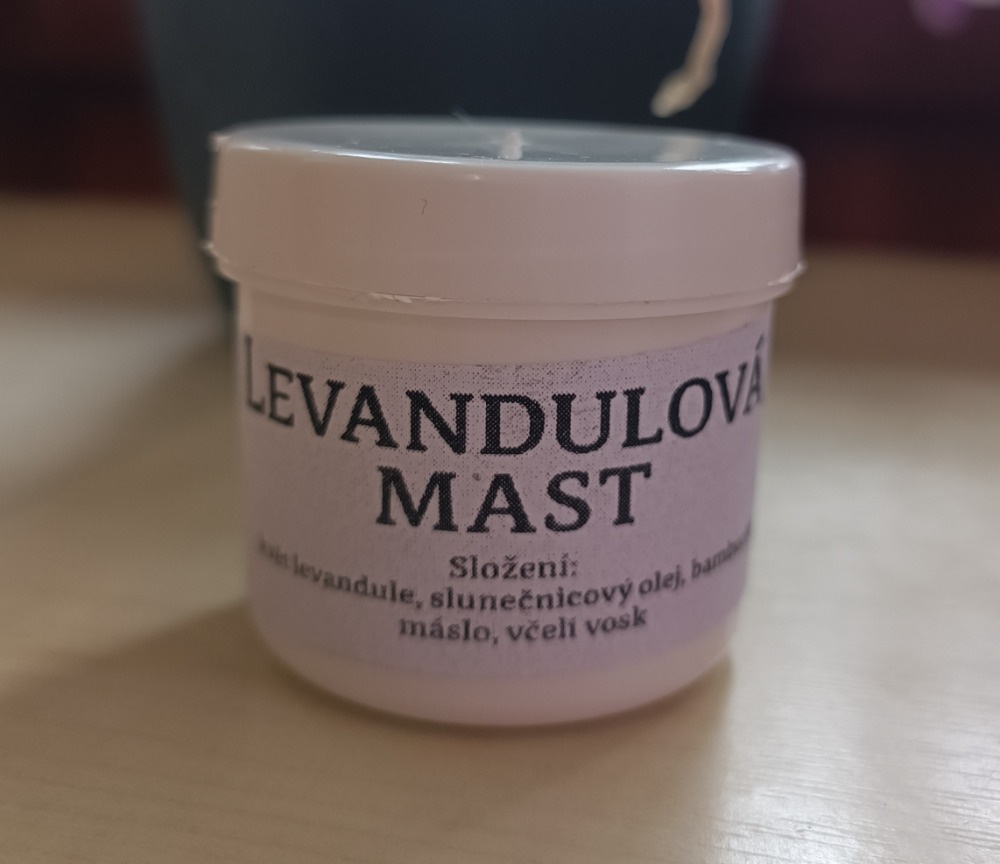 LEVANDULOVÁ
MAST
Složení:
levandule, slunečnicový olej,
máslo, včelí vosk